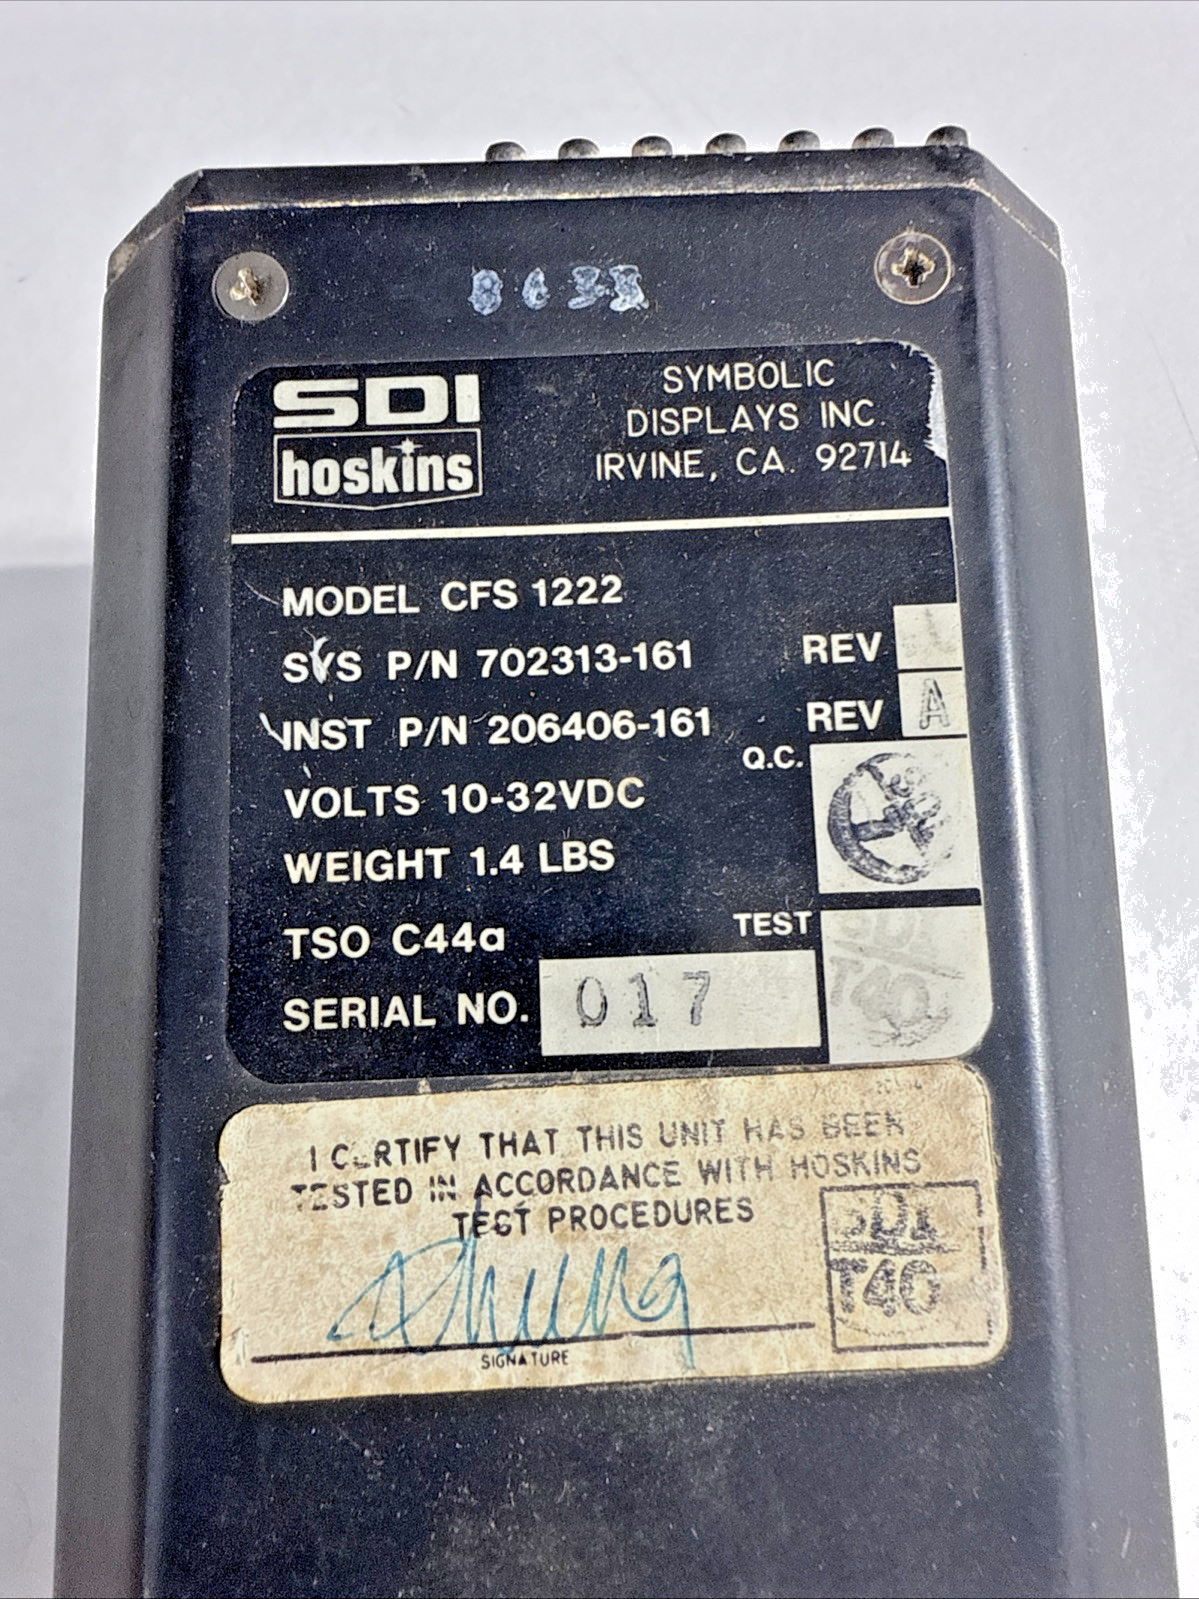 SDI
hoskins
SYMBOLIC
DISPLAYS INC.
IRVINE, CA. 92714
MODEL CFS 1222
SYS P/N 702313-161 REV
INST P/N 206406-161 REV A
Q.C.
VOLTS 10-32VDC
WEIGHT 1.4 LBS
TSO C44a
TEST
SERIAL NO. 017
I CERTIFY THAT THIS UNIT HAS BEEN
TESTED IN ACCORDANCE WITH HOSKINS
TEST PROCEDURES
SIGNATURE